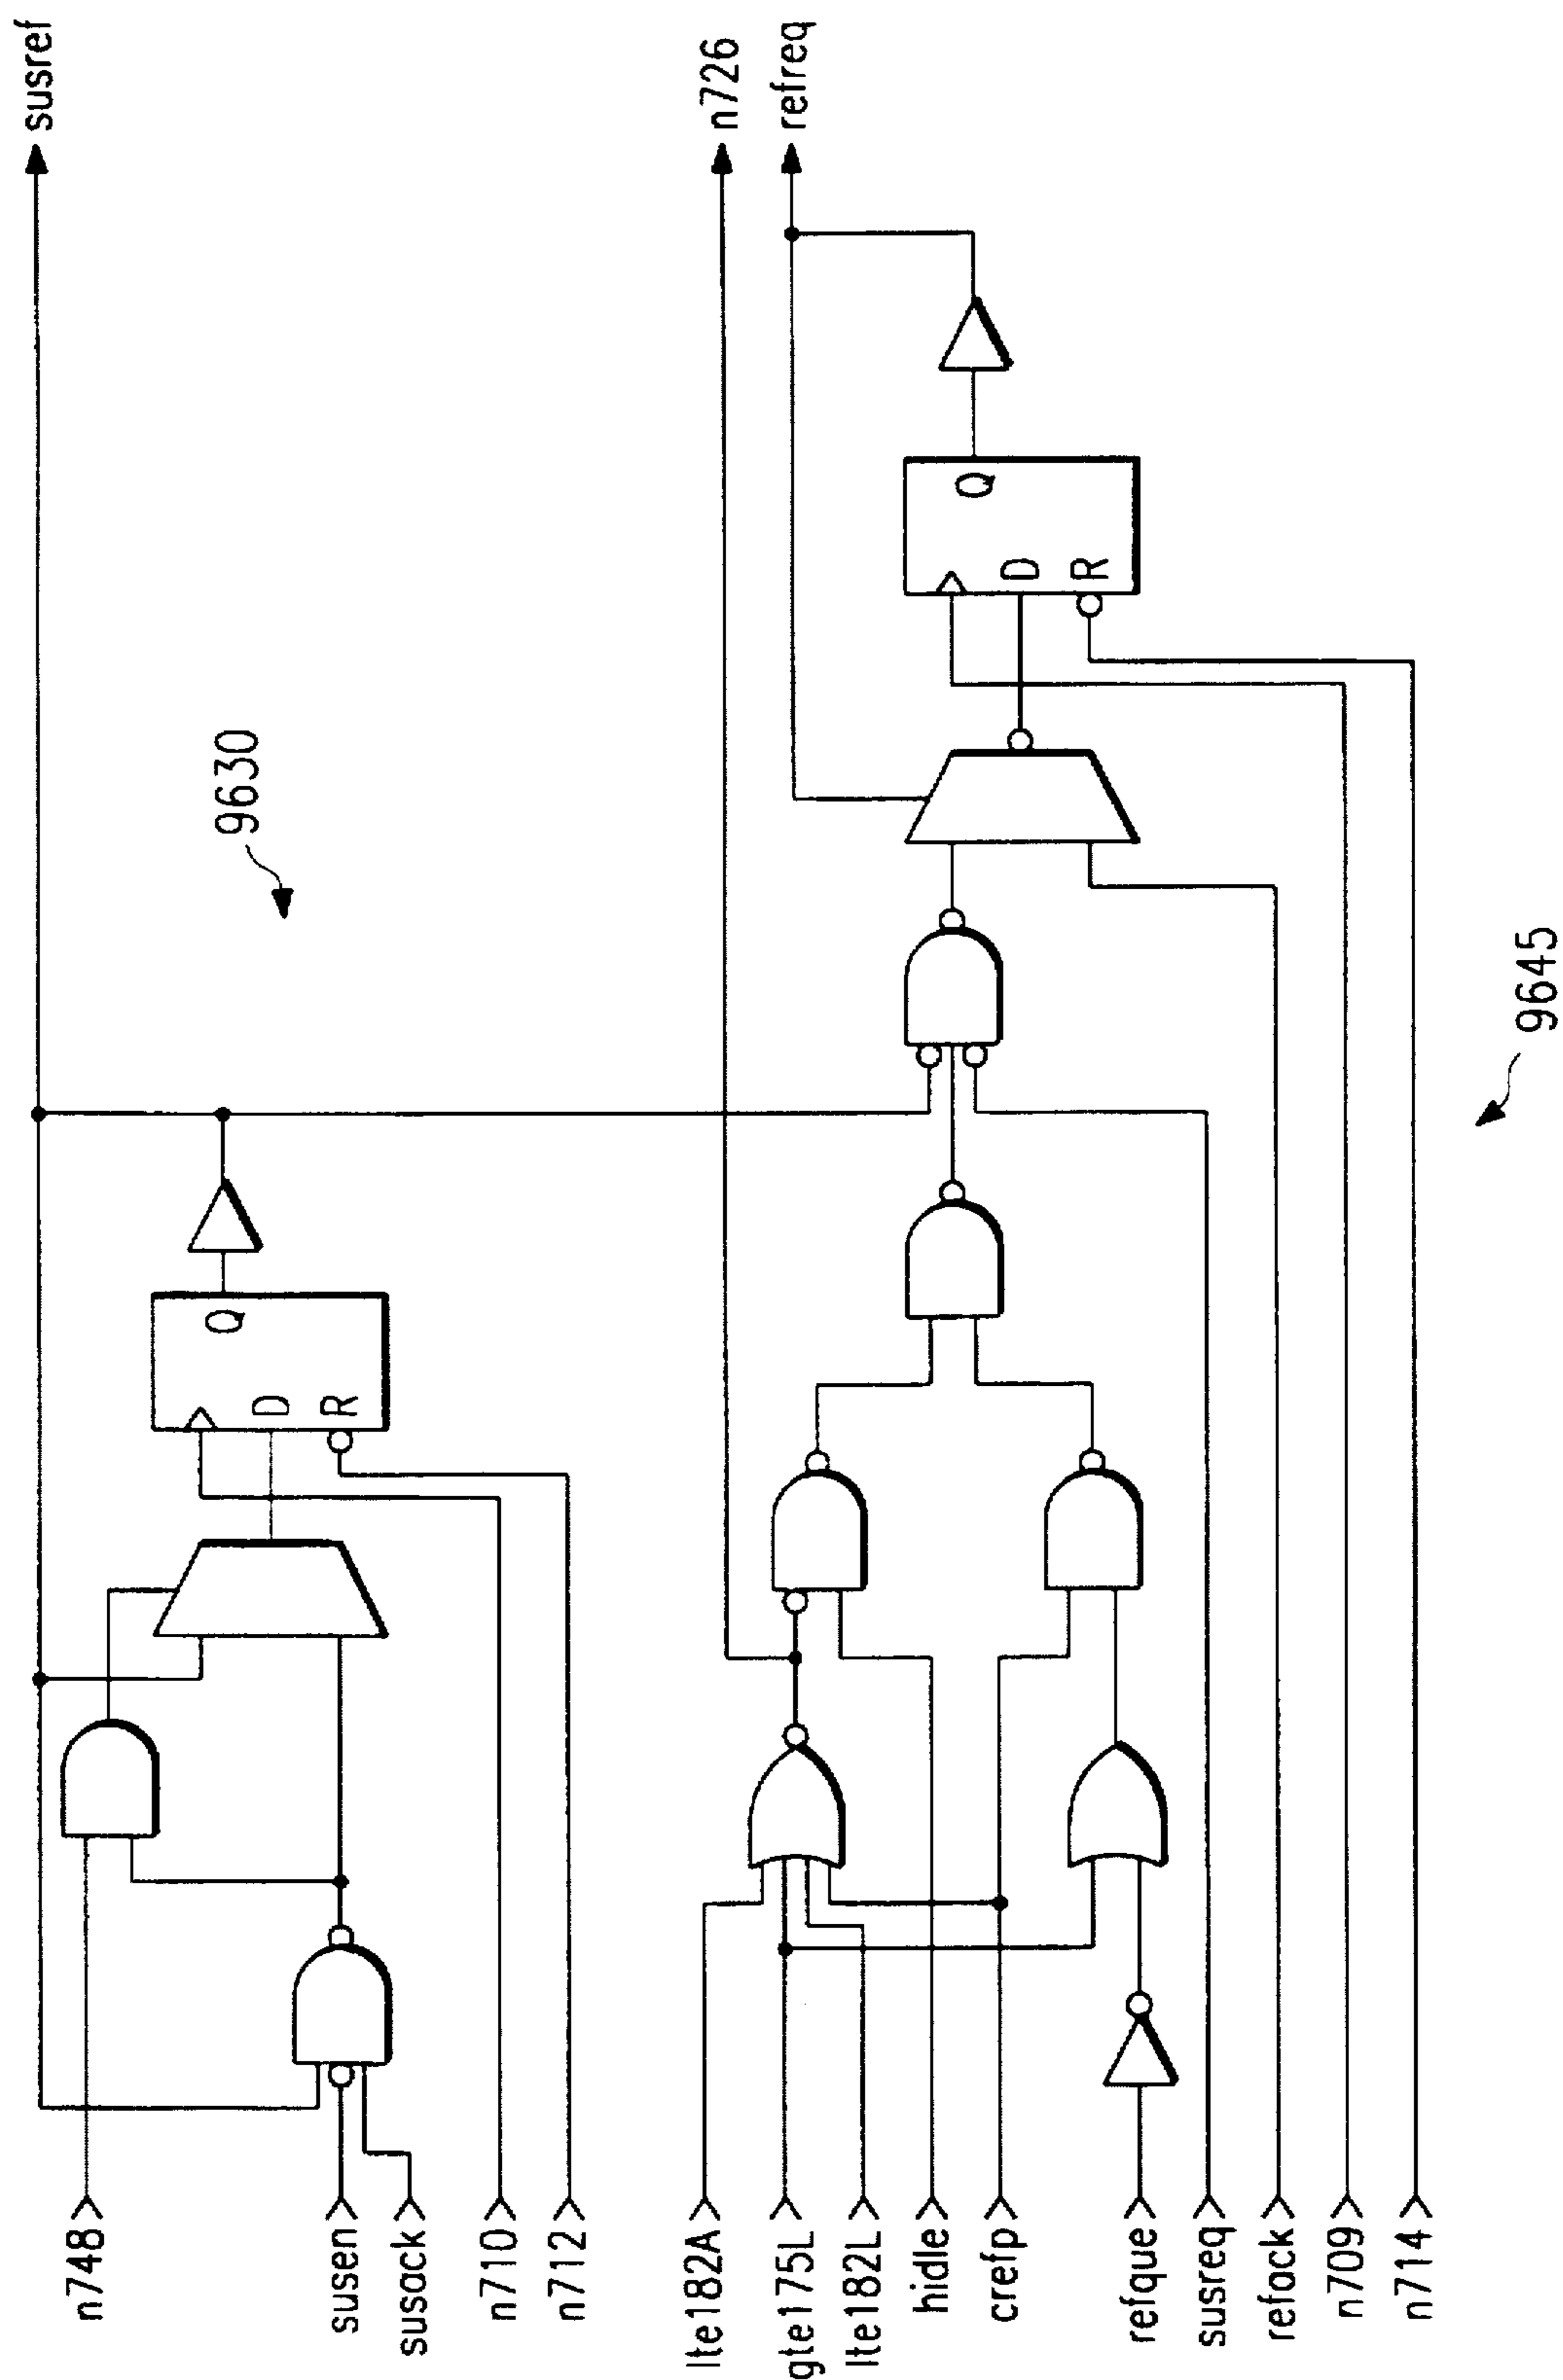 n748
susen
susack
n710
n712
lte182A
gte175L
lte182L
hidle
crefp
refque
susreq
refack
n709
n714
D
R
Q
9630
D
R
Q
9645
susref
n726
refreq